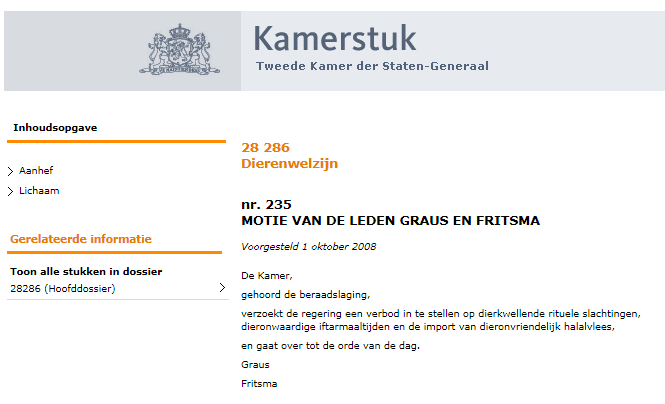 Kamerstuk
Tweede Kamer der Staten-Generaal
Inhoudsopgave
Aanhef
Lichaam
Gerelateerde informatie
Toon alle stukken in dossier
28286 (Hoofddossier)
28 286
Dierenwelzijn
nr. 235
MOTIE VAN DE LEDEN GRAUS EN FRITSMA
Voorgesteld 1 oktober 2008
De Kamer,
gehoord de beraadslaging,
verzoekt de regering een verbod in te stellen op dierkwellende rituele slachtingen,
dieronwaardige iftarmaaltijden en de import van dieronvriendelijk halalvlees,
en gaat over tot de orde van de dag.
Graus
Fritsma